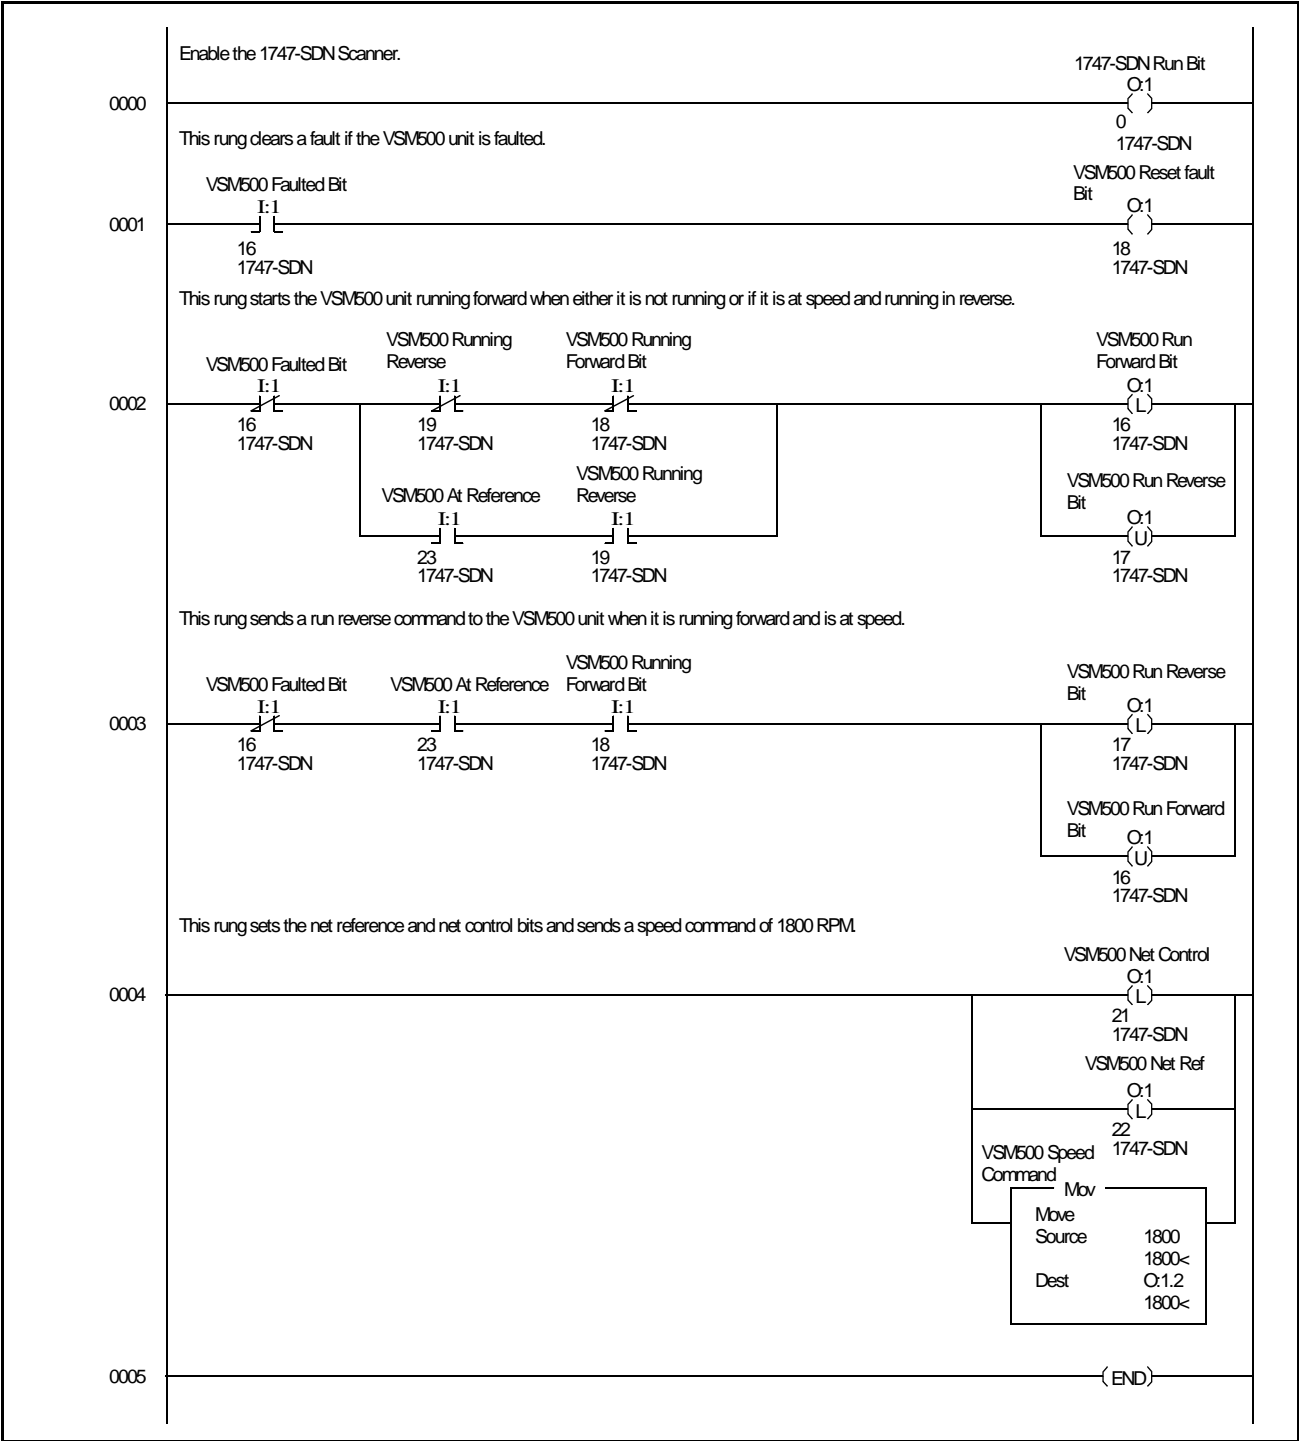 Enable the 1747-SDN Scanner.
1747-SDN Run Bit
O:1
0000
0
1747-SDN
This rung clears a fault if the VSM500 unit is faulted.
VSM500 Faulted Bit
I:1
VSM500 Reset fault
Bit
O:1
0001
16
1747-SDN
18
1747-SDN
This rung starts the VSM500 unit running forward when either it is not running or if it is at speed and running in reverse.
VSM500 Faulted Bit
I:1
VSM500 Running
Reverse
I:1
VSM500 Running
Forward Bit
I:1
VSM500 Run
Forward Bit
O:1
0002
L
16
1747-SDN
19
1747-SDN
18
1747-SDN
16
1747-SDN
VSM500 At Reference
I:1
VSM500 Running
Reverse
I:1
VSM500 Run Reverse
Bit
O:1
U
23
1747-SDN
19
1747-SDN
17
1747-SDN
This rung sends a run reverse command to the VSM500 unit when it is running forward and is at speed.
VSM500 Faulted Bit
I:1
VSM500 At Reference
I:1
VSM500 Running
Forward Bit
I:1
VSM500 Run Reverse
Bit
O:1
0003
L
16
1747-SDN
23
1747-SDN
18
1747-SDN
17
1747-SDN
VSM500 Run Forward
Bit
O:1
U
16
1747-SDN
This rung sets the net reference and net control bits and sends a speed command of 1800 RPM.
VSM500 Net Control
O:1
0004
L
21
1747-SDN
VSM500 Net Ref
O:1
L
22
1747-SDN
VSM500 Speed
Command
Mov
Move
Source 1800
1800<
Dest O:1.2
1800<
0005
END